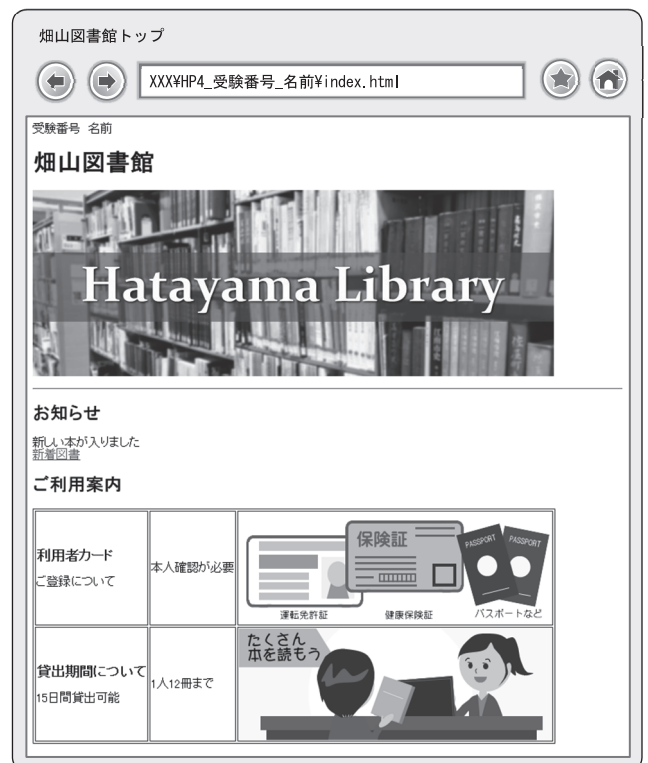 畑山図書館トップ
XXX¥HP4_受験番号_名前¥index.html
受験番号 名前
畑山図書館
Hatayama Library
お知らせ
新しい本が入りました
新着図書
ご利用案内
利用者カード
ご登録について
本人確認が必要
保険証
PASSPORT
PASSPORT
運転免許証
健康保険証
パスポートなど
貸出期間について
15日間貸出可能
1人12冊まで
たくさん
本を読もう